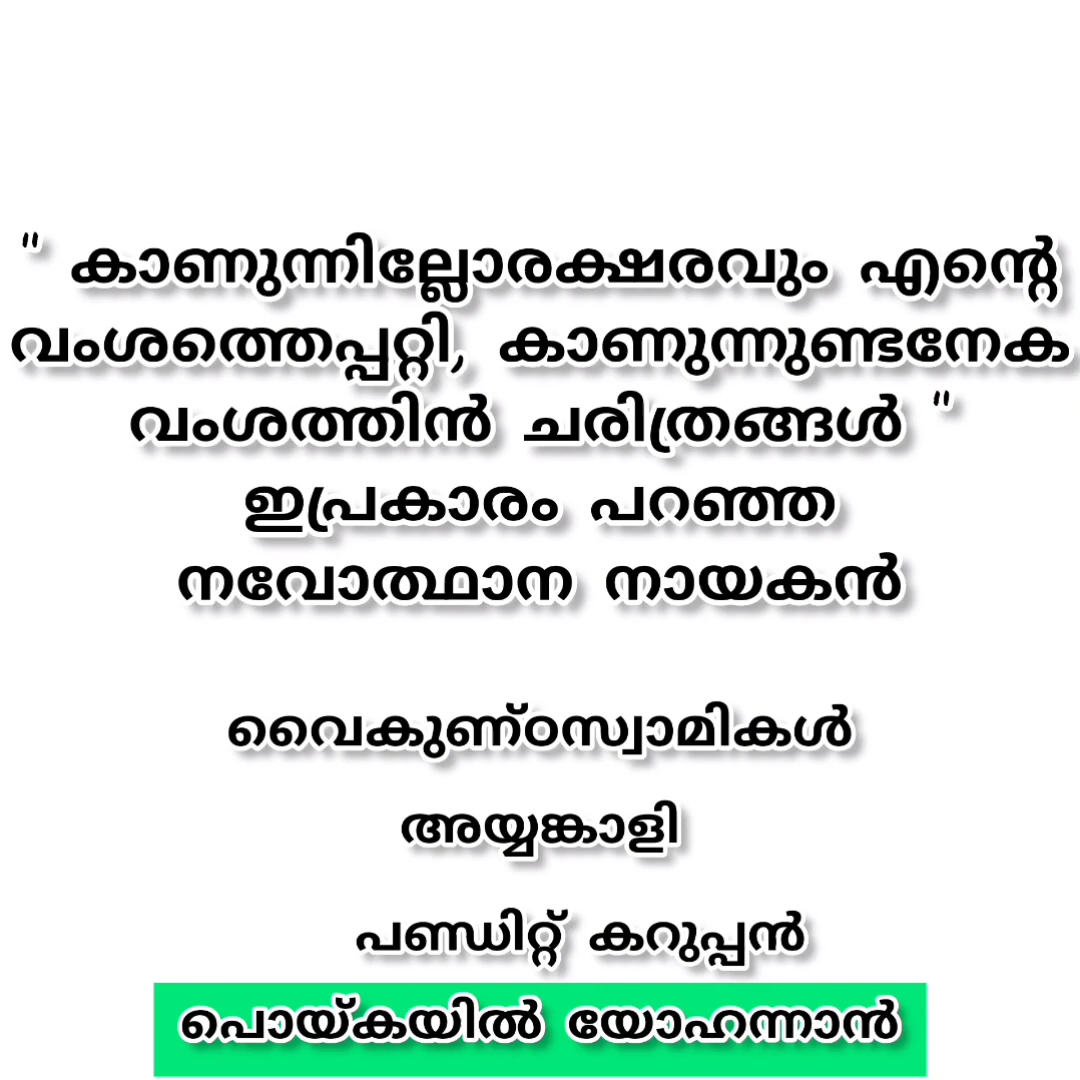 " കാണുന്നില്ലോരക്ഷരവും എന്റെ
വംശത്തെപ്പറ്റി, കാണുന്നുണ്ടനേക
വംശത്തിൻ ചരിത്രങ്ങൾ "
ഇപ്രകാരം പറഞ്ഞ
നവോത്ഥാന നായകൻ
വൈകുണ്ഠസ്വാമികൾ
അയ്യങ്കാളി
പണ്ഡിറ്റ് കറുപ്പൻ
പൊയ്കയിൽ യോഹന്നാൻ